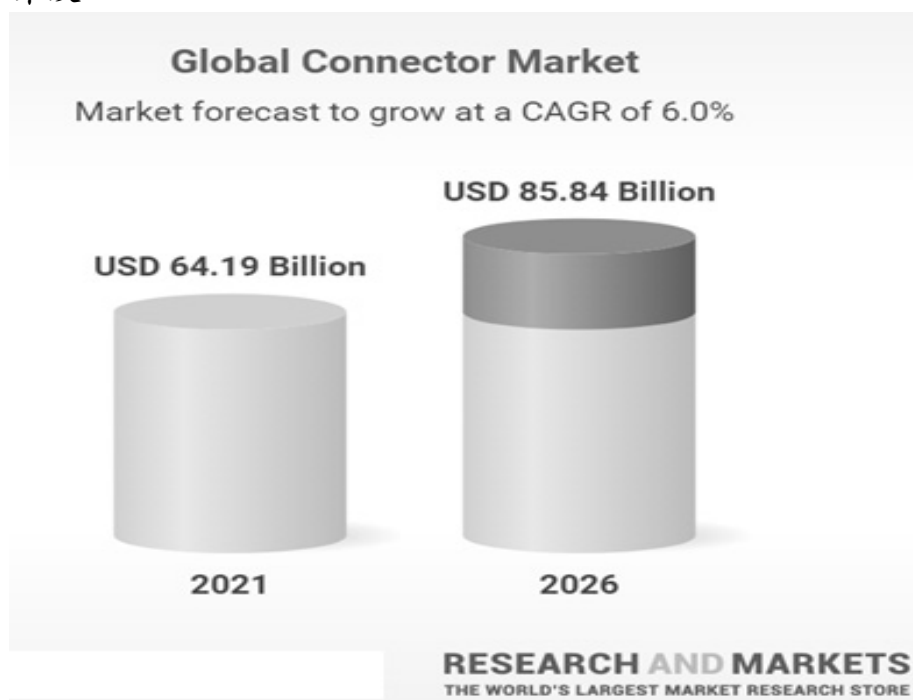 Global Connector Market
Market forecast to grow at a CAGR of 6.0%
USD 85.84 Billion
USD 64.19 Billion
2021
2026
RESEARCH AND MARKETS
THE WORLD'S LARGEST MARKET RESEARCH STORE